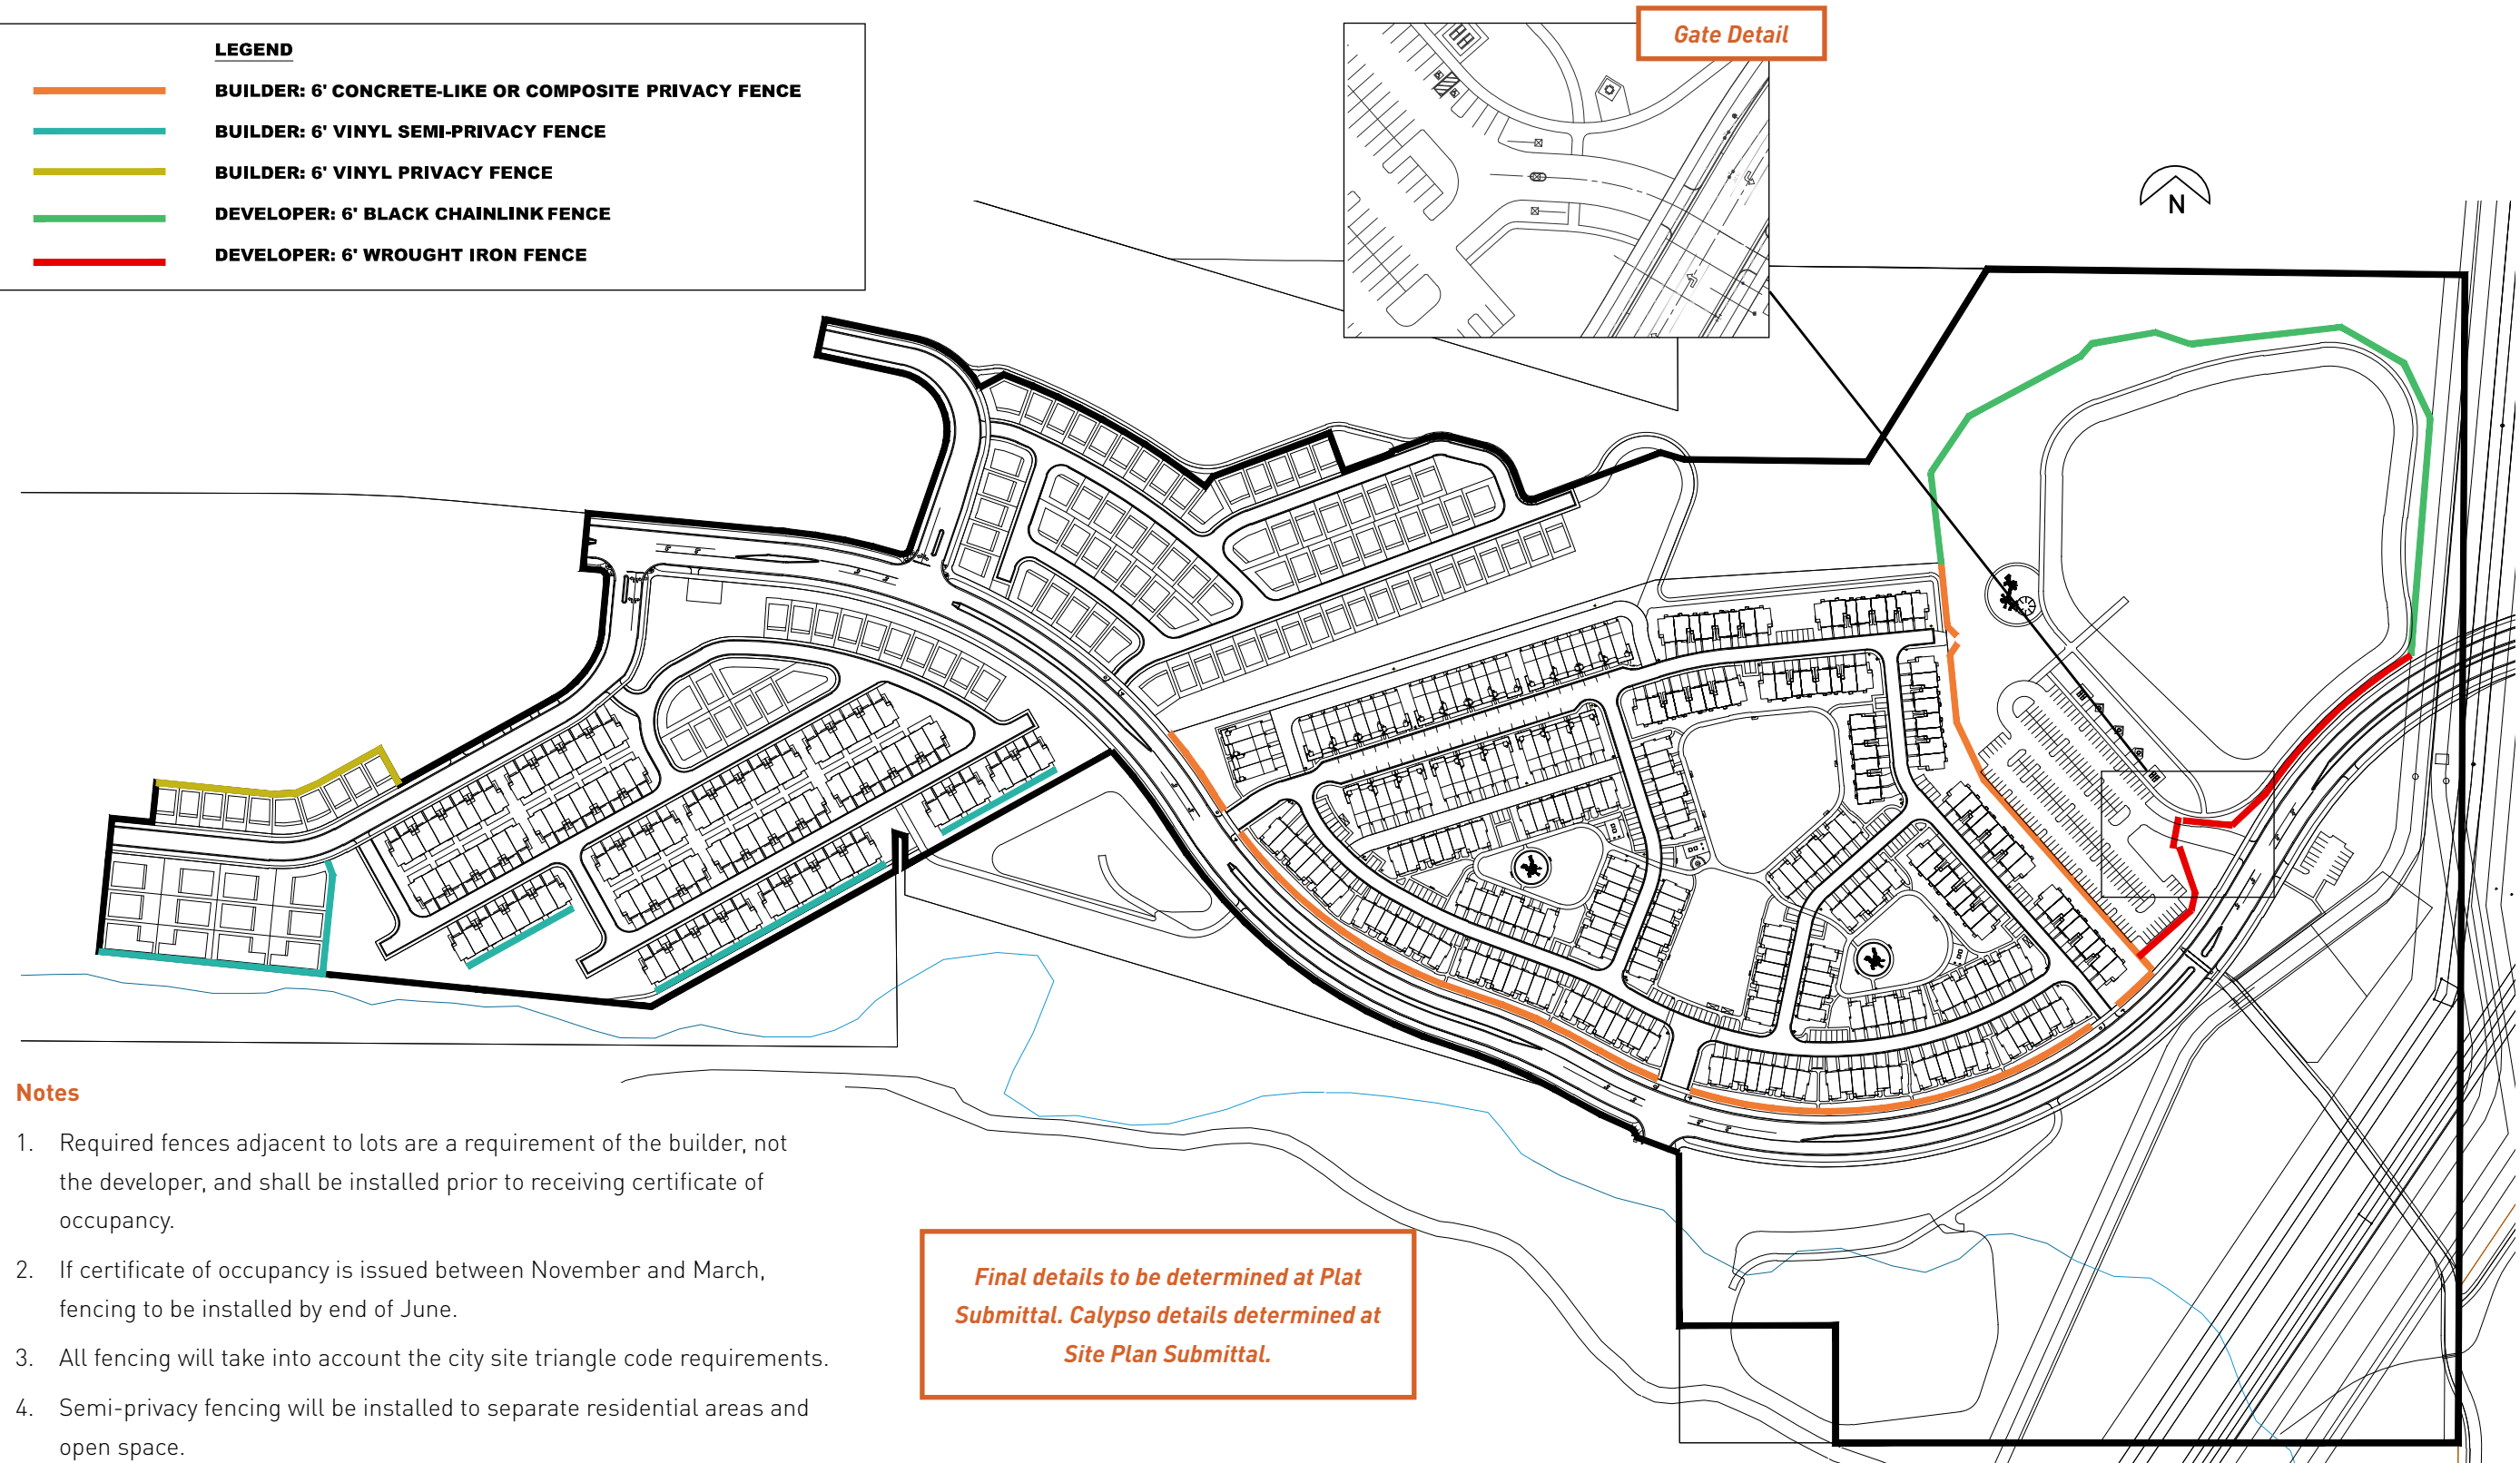 LEGEND
BUILDER: 6' CONCRETE-LIKE OR COMPOSITE PRIVACY FENCE
BUILDER: 6' VINYL SEMI-PRIVACY FENCE
BUILDER: 6' VINYL PRIVACY FENCE
DEVELOPER: 6' BLACK CHAINLINK FENCE
DEVELOPER: 6' WROUGHT IRON FENCE
Gate Detail
N
Notes
1. Required fences adjacent to lots are a requirement of the builder, not
the developer, and shall be installed prior to receiving certificate of
occupancy.
2. If certificate of occupancy is issued between November and March,
fencing to be installed by end of June.
3. All fencing will take into account the city site triangle code requirements.
4. Semi-privacy fencing will be installed to separate residential areas and
open space.
Final details to be determined at Plat
Submittal. Calypso details determined at
Site Plan Submittal.